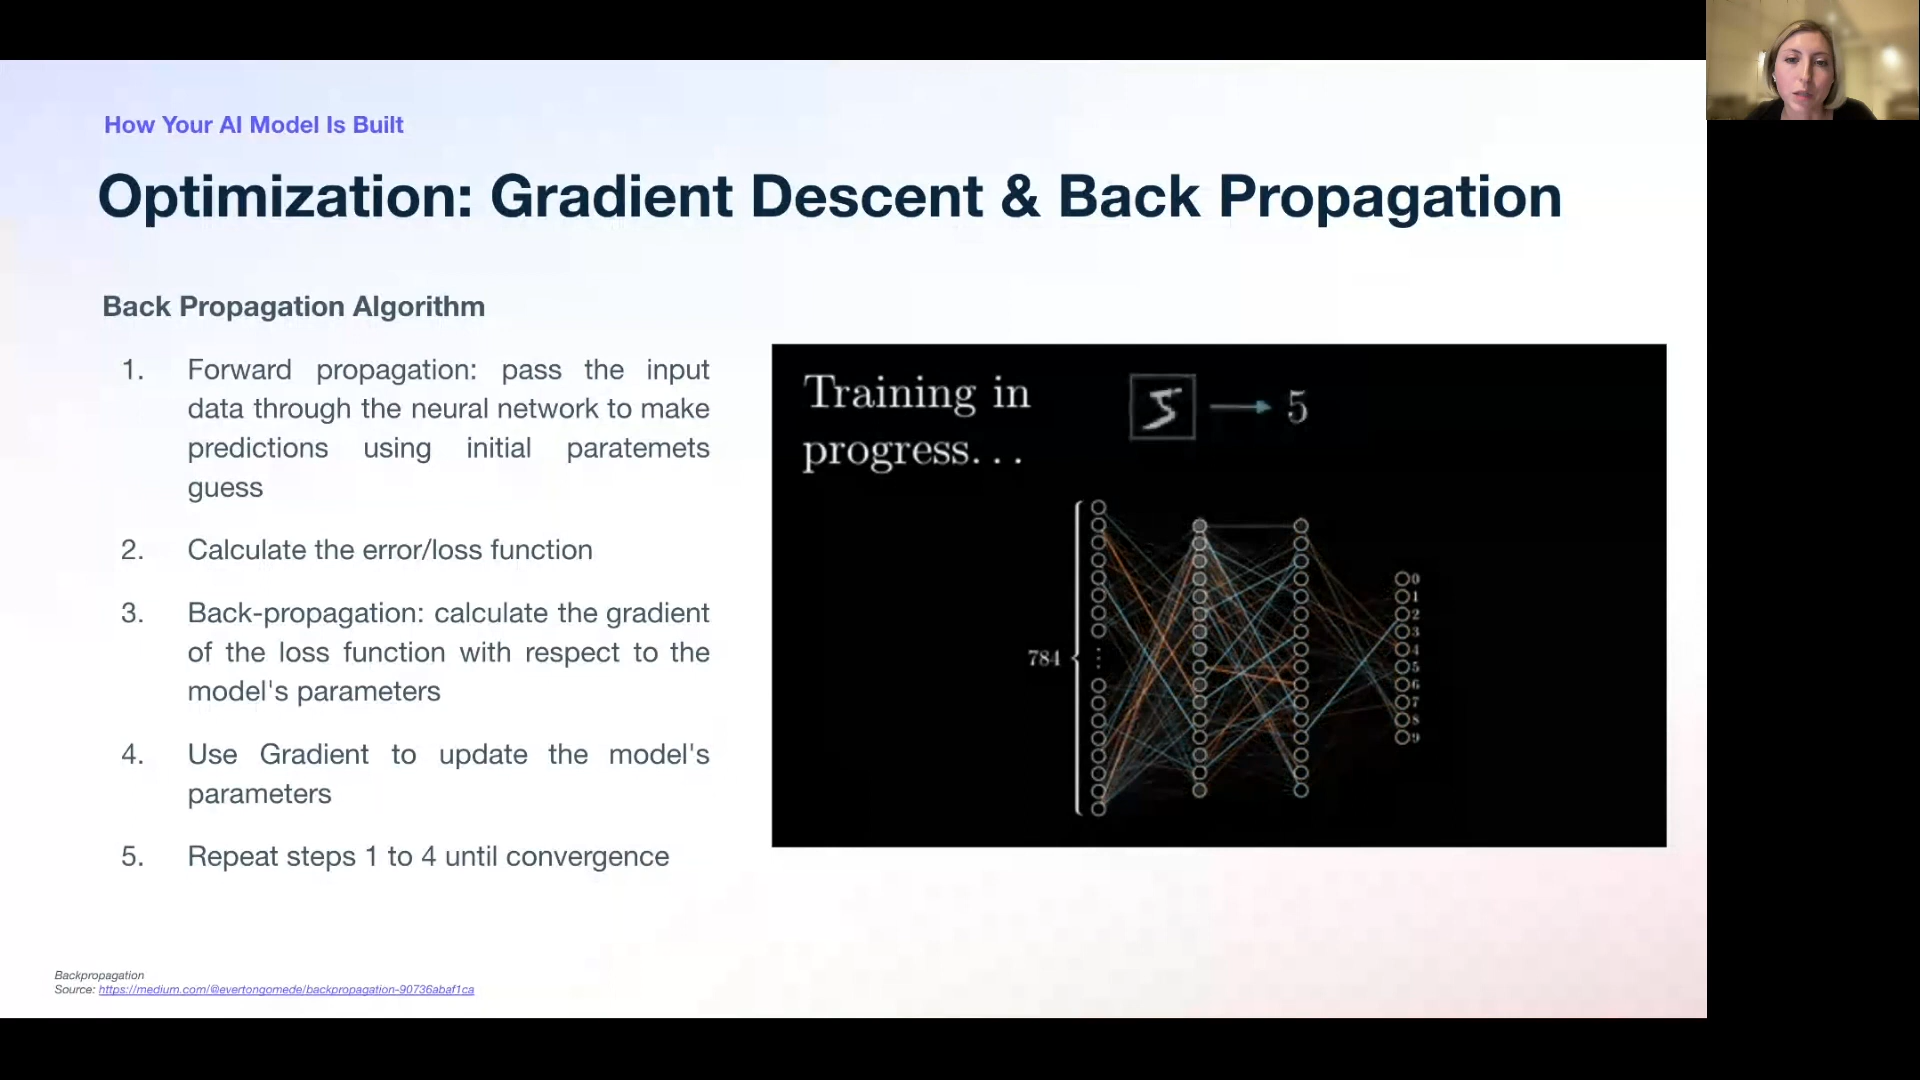 How Your AI Model Is Built
Optimization: Gradient Descent & Back Propagation
Back Propagation Algorithm
1. Forward propagation: pass the input
data through the neural network to make
predictions using initial paratemets
guess
2. Calculate the error/loss function
3. Back-propagation: calculate the gradient
of the loss function with respect to the
model's parameters
4. Use Gradient to update the model's
parameters
5. Repeat steps 1 to 4 until convergence
Training in
progress...
5 → 5
784
0
1
2
3
4
5
6
7
8
9
Backpropagation
Source: https://medium.com/@evertongomede/backpropagation-90736abaf1ca